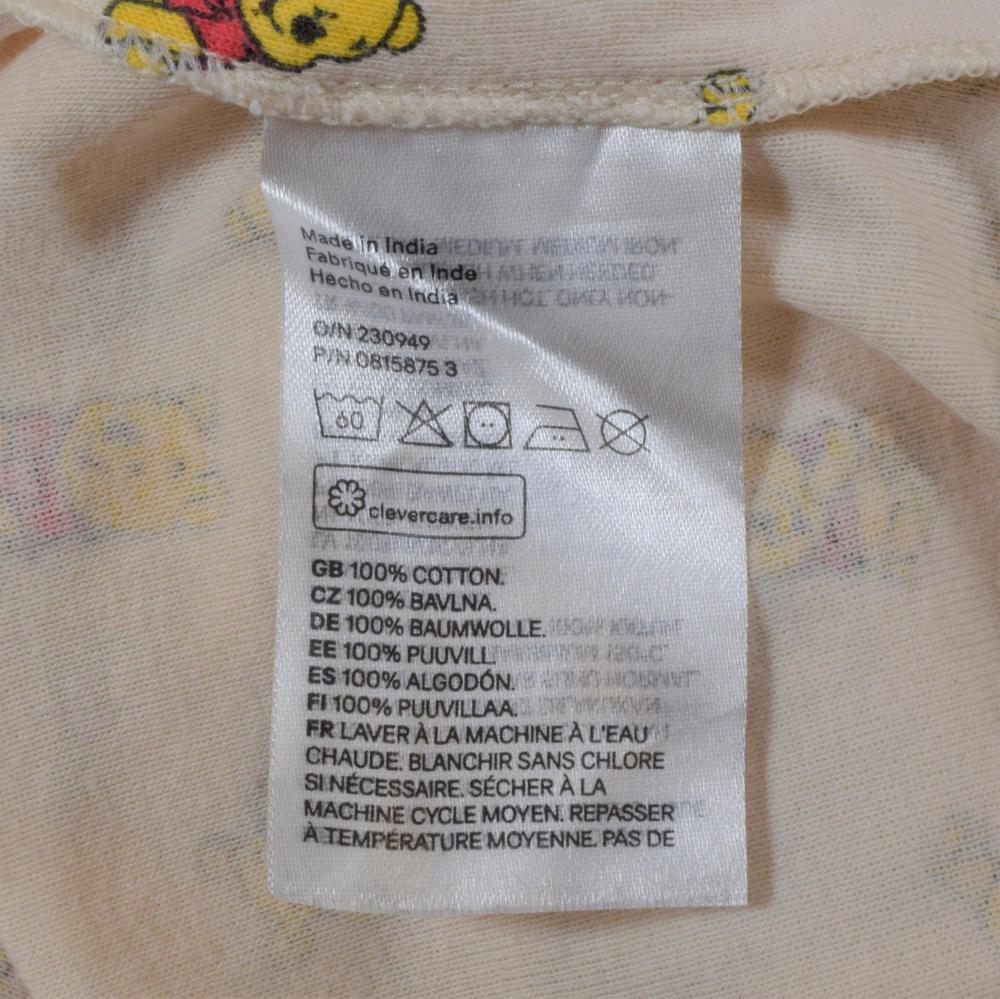 Made in India
Fabriqué en Inde
Hecho en India
O/N 230949
P/N 0815875 3
60
clevercare.info
GB 100% COTTON.
CZ 100% BAVLNA.
DE 100% BAUMWOLLE.
EE 100% PUUVILL.
ES 100% ALGODÓN.
FI 100% PUUVILLAA.
FR LAVER À LA MACHINE À L'EAU
CHAUDE. BLANCHIR SANS CHLORE
SI NÉCESSAIRE. SÉCHER À LA
MACHINE CYCLE MOYEN. REPASSER
À TEMPÉRATURE MOYENNE. PAS DE